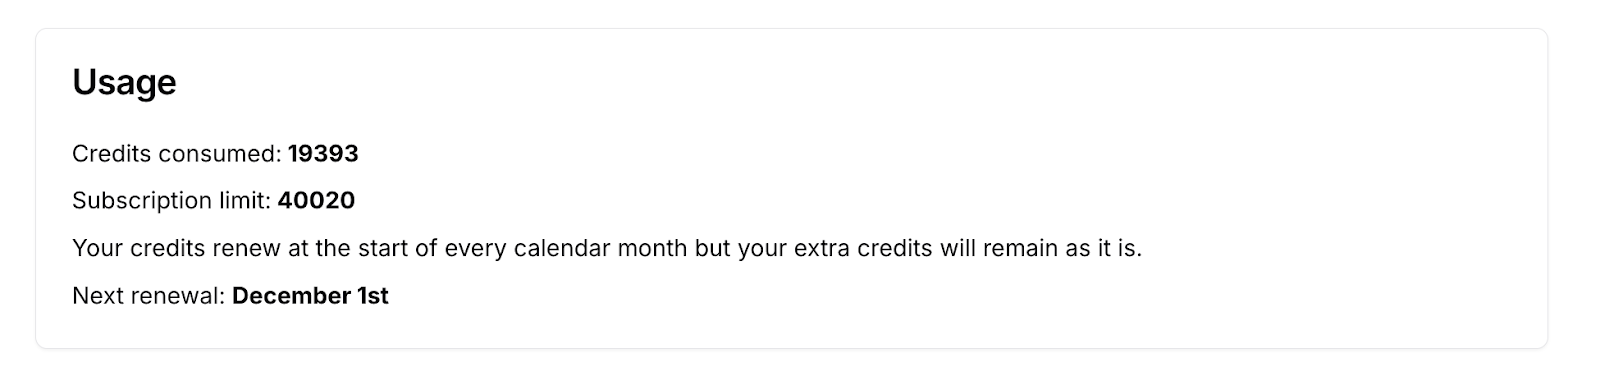 Usage
Credits consumed: 19393
Subscription limit: 40020
Your credits renew at the start of every calendar month but your extra credits will remain as it is.
Next renewal: December 1st